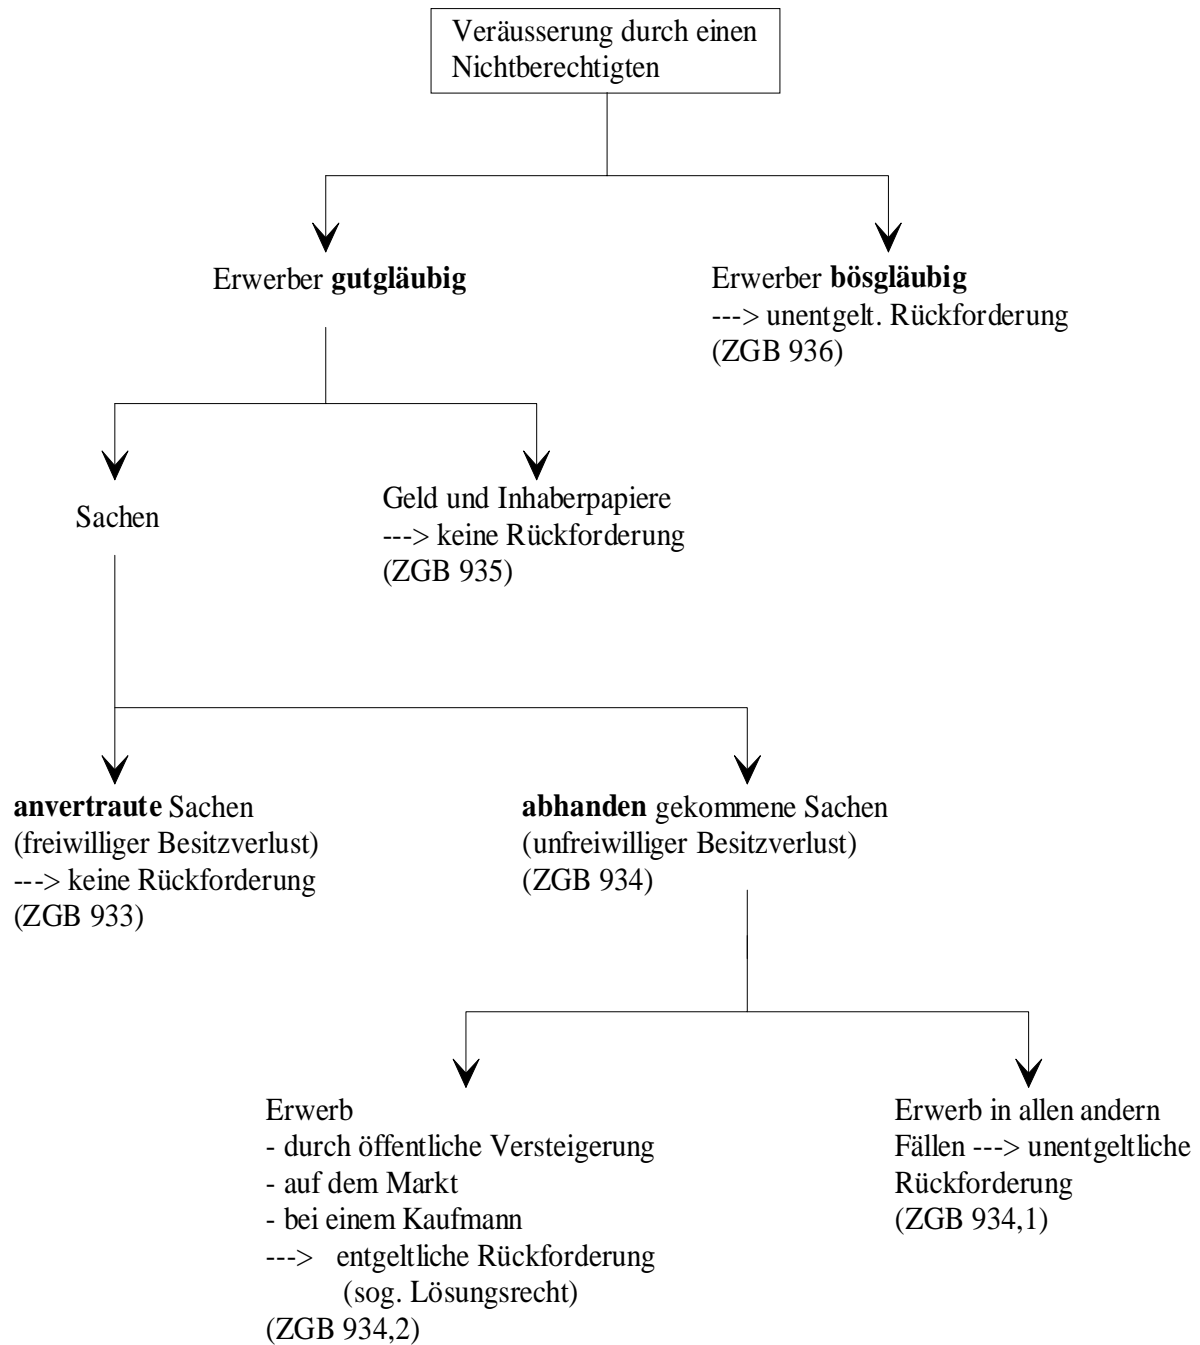 Veräusserung durch einen
Nichtberechtigten
Erwerber gutgläubig
Erwerber bösgläubig
---> unentgelt. Rückforderung
(ZGB 936)
Sachen
Geld und Inhaberpapiere
---> keine Rückforderung
(ZGB 935)
anvertraute Sachen
(freiwilliger Besitzverlust)
---> keine Rückforderung
(ZGB 933)
abhanden gekommene Sachen
(unfreiwilliger Besitzverlust)
(ZGB 934)
Erwerb
- durch öffentliche Versteigerung
- auf dem Markt
- bei einem Kaufmann
---> entgeltliche Rückforderung
(sog. Lösungsrecht)
(ZGB 934,2)
Erwerb in allen andern
Fällen ---> unentgeltliche
Rückforderung
(ZGB 934,1)